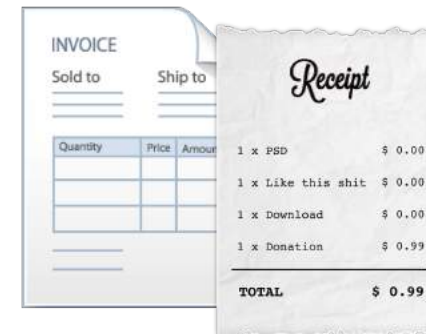 INVOICE
Sold to Ship to
Quantity Price Amoun
Receipt
1 x PSD $ 0.00
1 x Like this shit $ 0.00
1 x Download $ 0.00
1 x Donation $ 0.99
TOTAL $ 0.99